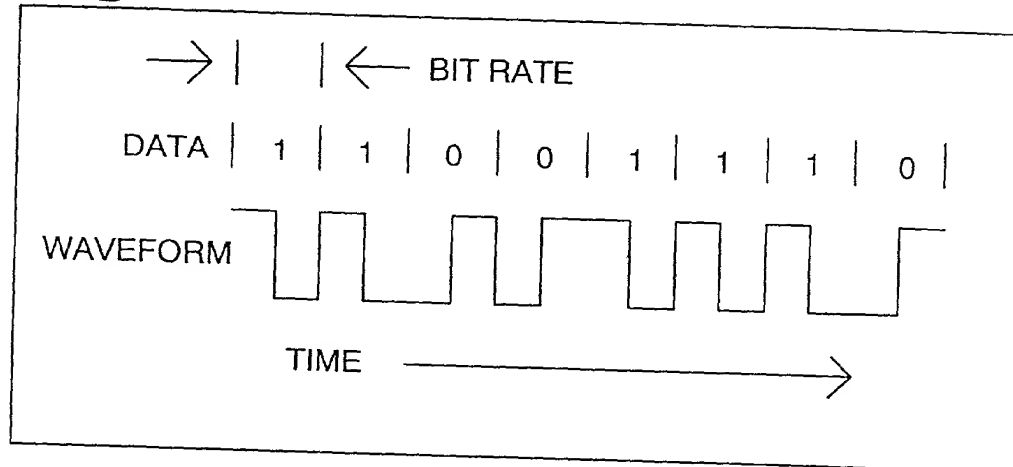 BIT RATE
DATA | 1 | 1 | 0 | 0 | 1 | 1 | 1 | 0 |
WAVEFORM
TIME